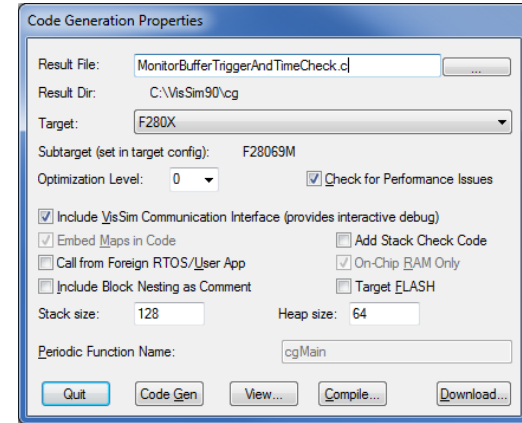 Code Generation Properties
Result File: MonitorBufferTriggerAndTimeCheck.c ...
Result Dir: C:\VisSim90\cg
Target: F280X
Subtarget (set in target config): F28069M
Optimization Level: 0 Check for Performance Issues
Include VisSim Communication Interface (provides interactive debug)
Embed Maps in Code Add Stack Check Code
Call from Foreign RTOS/User App On-Chip RAM Only
Include Block Nesting as Comment Target FLASH
Stack size: 128 Heap size: 64
Periodic Function Name: cgMain
Quit Code Gen View... Compile... Download...